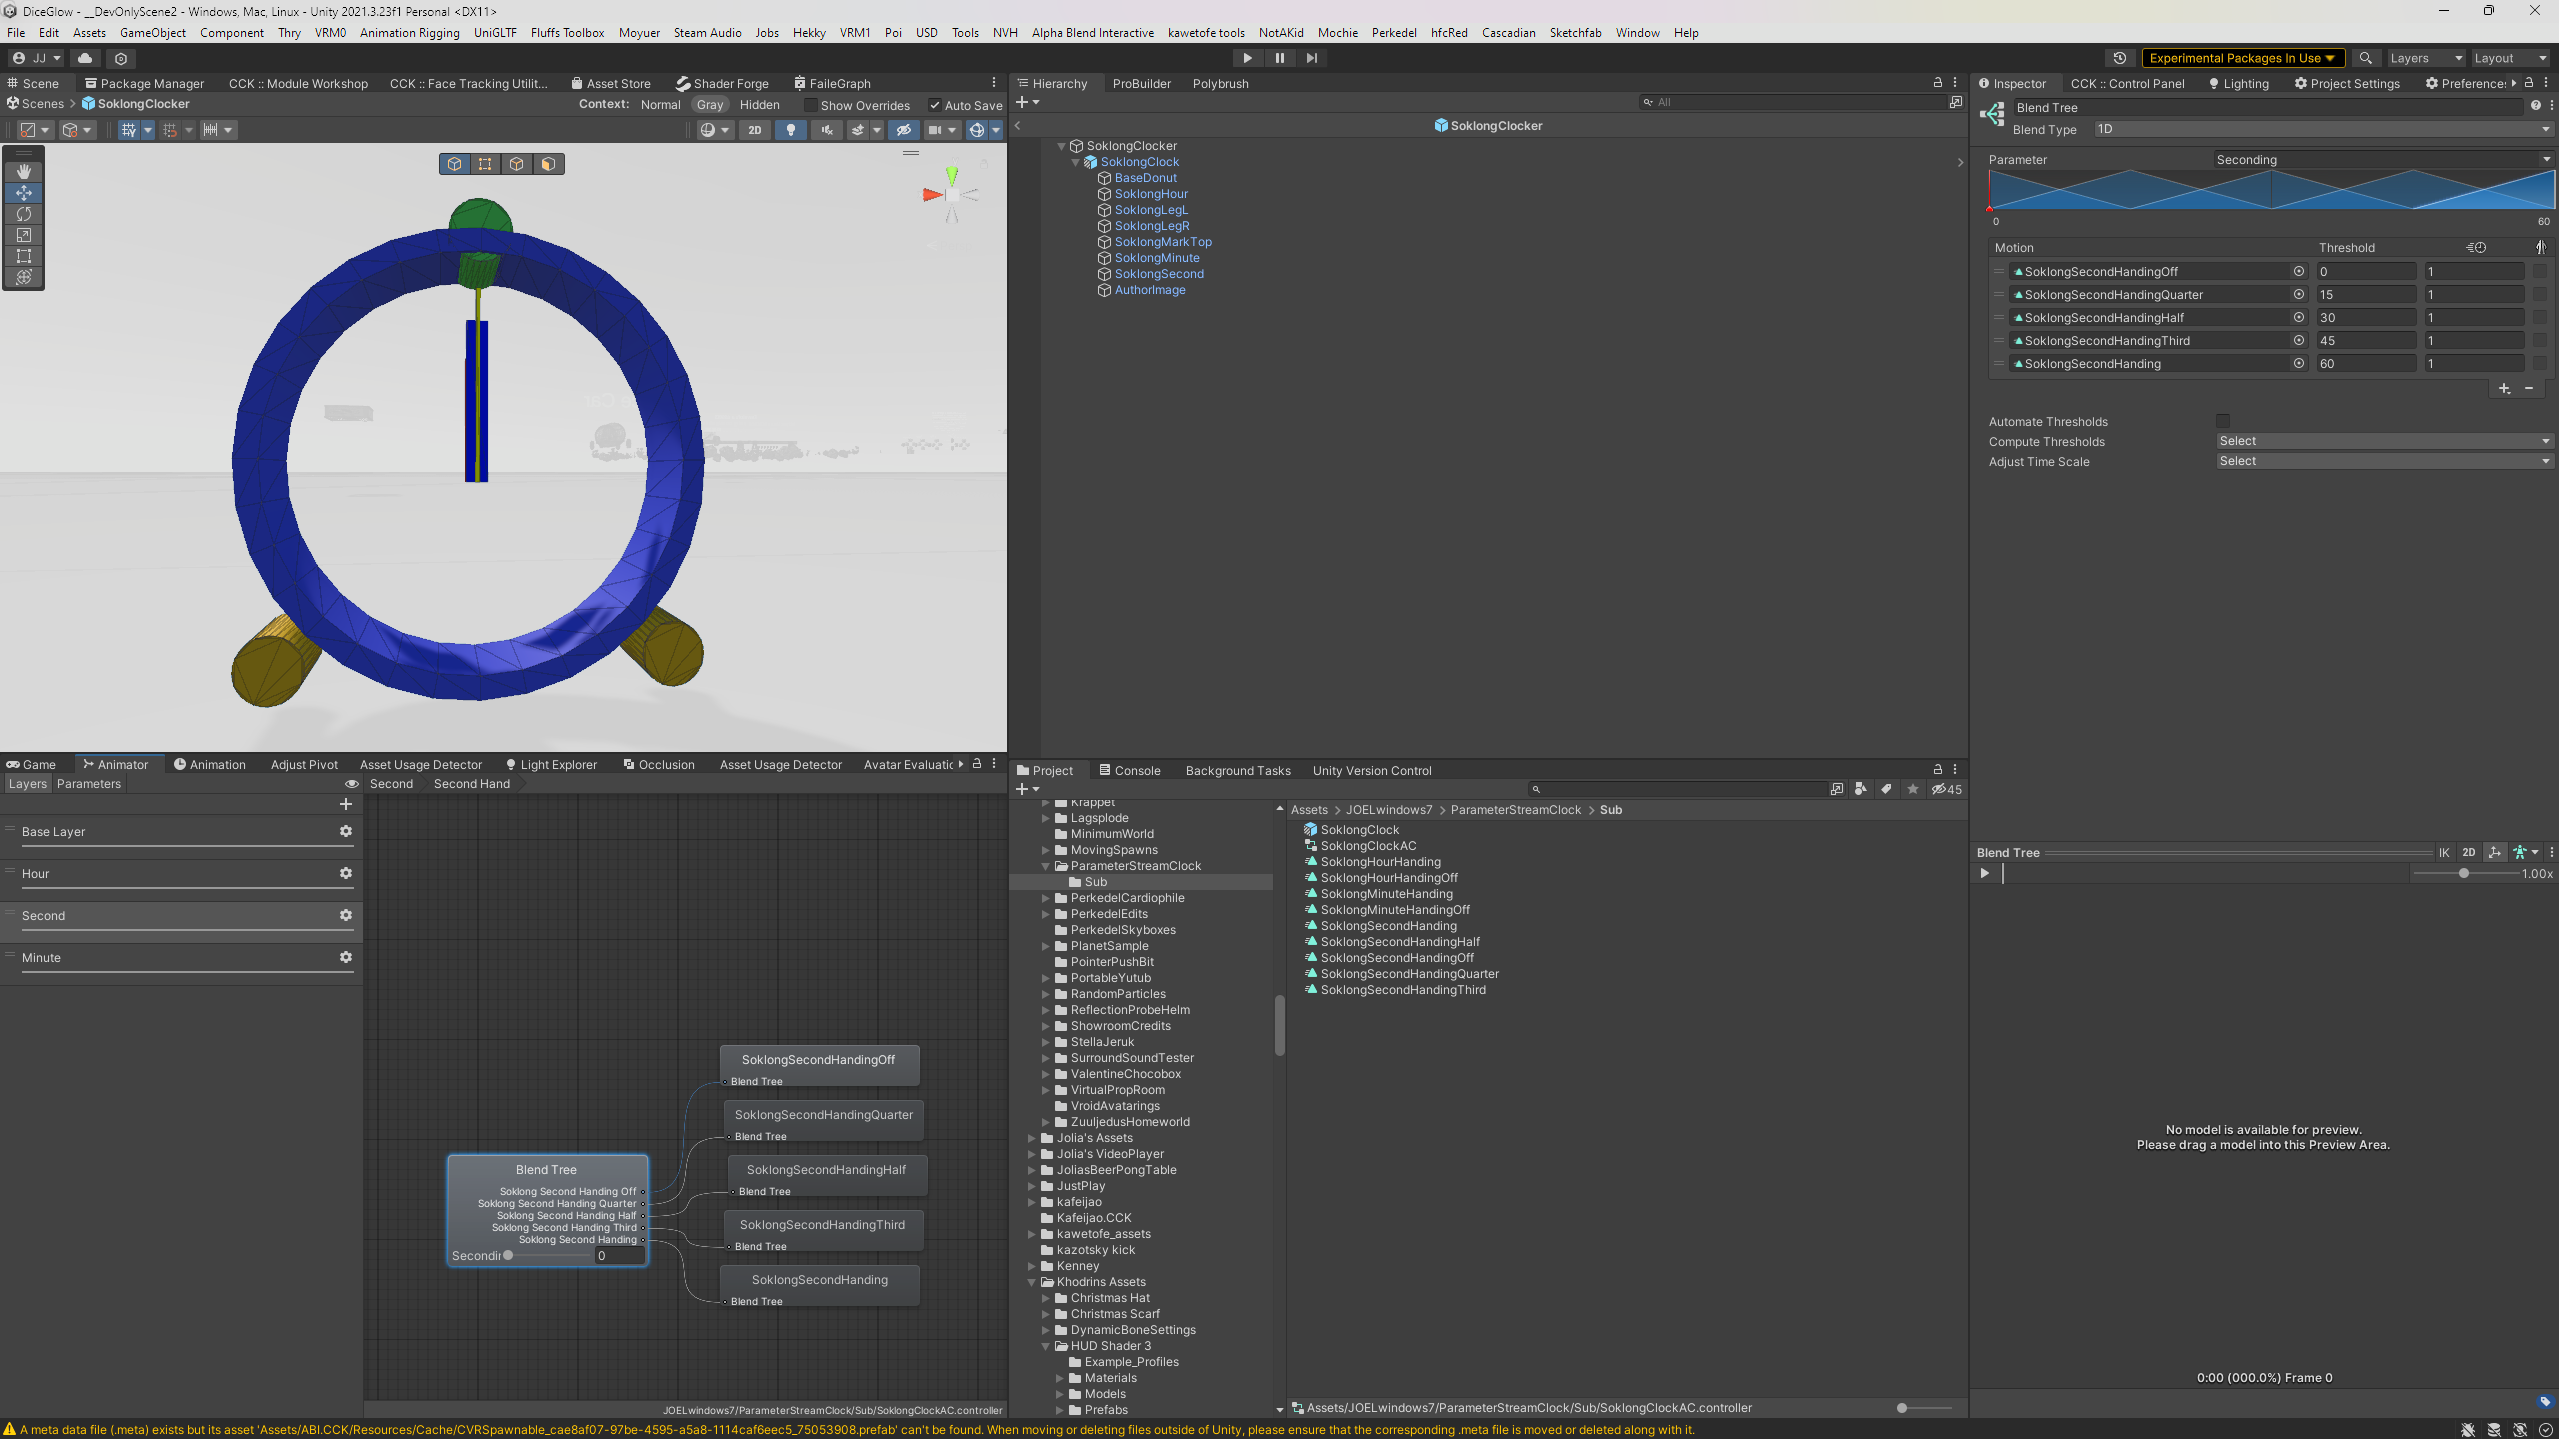 DiceGlow - __DevOnlyScene2 - Windows, Mac, Linux - Unity 2021.3.23f1 Personal <DX11>
File Edit Assets GameObject Component Thry VRM0 Animation Rigging UniGLTF Fluffs Toolbox Moyuer Steam Audio Jobs Hekky VRM1 Poi USD Tools NVH Alpha Blend Interactive kawetofe tools NotAKid Mochie Perkedel hfcRed Cascadian Sketchfab Window Help
JJ Experimental Packages In Use Layers Layout
Scene Package Manager CCK :: Module Workshop CCK :: Face Tracking Utilit... Asset Store Shader Forge FaileGraph
Scenes SoklongClocker Context: Normal Gray Hidden Show Overrides Auto Save
2D
Hierarchy ProBuilder Polybrush
All
SoklongClocker
SoklongClocker
SoklongClock
BaseDonut
SoklongHour
SoklongLegL
SoklongLegR
SoklongMarkTop
SoklongMinute
SoklongSecond
AuthorImage
Inspector CCK :: Control Panel Lighting Project Settings Preference
Blend Tree
Blend Type 1D
Parameter Seconding
0 60
Motion Threshold
SoklongSecondHandingOff 0 1
SoklongSecondHandingQuarter 15 1
SoklongSecondHandingHalf 30 1
SoklongSecondHandingThird 45 1
SoklongSecondHanding 60 1
Automate Thresholds
Compute Thresholds Select
Adjust Time Scale Select
Game Animator Animation Adjust Pivot Asset Usage Detector Light Explorer Occlusion Asset Usage Detector Avatar Evaluatic
Layers Parameters Second Second Hand
Base Layer
Hour
Second
Minute
SoklongSecondHandingOff
Blend Tree
SoklongSecondHandingQuarter
Blend Tree
SoklongSecondHandingHalf
Blend Tree
SoklongSecondHandingThird
Blend Tree
SoklongSecondHanding
Blend Tree
Blend Tree
Soklong Second Handing Off
Soklong Second Handing Quarter
Soklong Second Handing Half
Soklong Second Handing Third
Soklong Second Handing
Secondir 0
JOELwindows7/ParameterStreamClock/Sub/SoklongClockAC.controller
Project Console Background Tasks Unity Version Control
45
Krappet
Lagsplode
MinimumWorld
MovingSpawns
ParameterStreamClock
Sub
PerkedelCardiophile
PerkedelEdits
PerkedelSkyboxes
PlanetSample
PointerPushBit
PortableYutub
RandomParticles
ReflectionProbeHelm
ShowroomCredits
StellaJeruk
SurroundSoundTester
ValentineChocobox
VirtualPropRoom
VroidAvatarings
ZuuljedusHomeworld
Jolia's Assets
Jolia's VideoPlayer
JoliasBeerPongTable
JustPlay
kafeijao
Kafeijao.CCK
kawetofe_assets
kazotsky kick
Kenney
Khodrins Assets
Christmas Hat
Christmas Scarf
DynamicBoneSettings
HUD Shader 3
Example_Profiles
Materials
Models
Prefabs
Assets JOELwindows7 ParameterStreamClock Sub
SoklongClock
SoklongClockAC
SoklongHourHanding
SoklongHourHandingOff
SoklongMinuteHanding
SoklongMinuteHandingOff
SoklongSecondHanding
SoklongSecondHandingHalf
SoklongSecondHandingOff
SoklongSecondHandingQuarter
SoklongSecondHandingThird
Assets/JOELwindows7/ParameterStreamClock/Sub/SoklongClockAC.controller
Blend Tree IK 2D
1.00x
No model is available for preview.
Please drag a model into this Preview Area.
0:00 (000.0%) Frame 0
A meta data file (.meta) exists but its asset 'Assets/ABI.CCK/Resources/Cache/CVRSpawnable_cae8af07-97be-4595-a5a8-1114caf6eec5_75053908.prefab' can't be found. When moving or deleting files outside of Unity, please ensure that the corresponding .meta file is moved or deleted along with it.